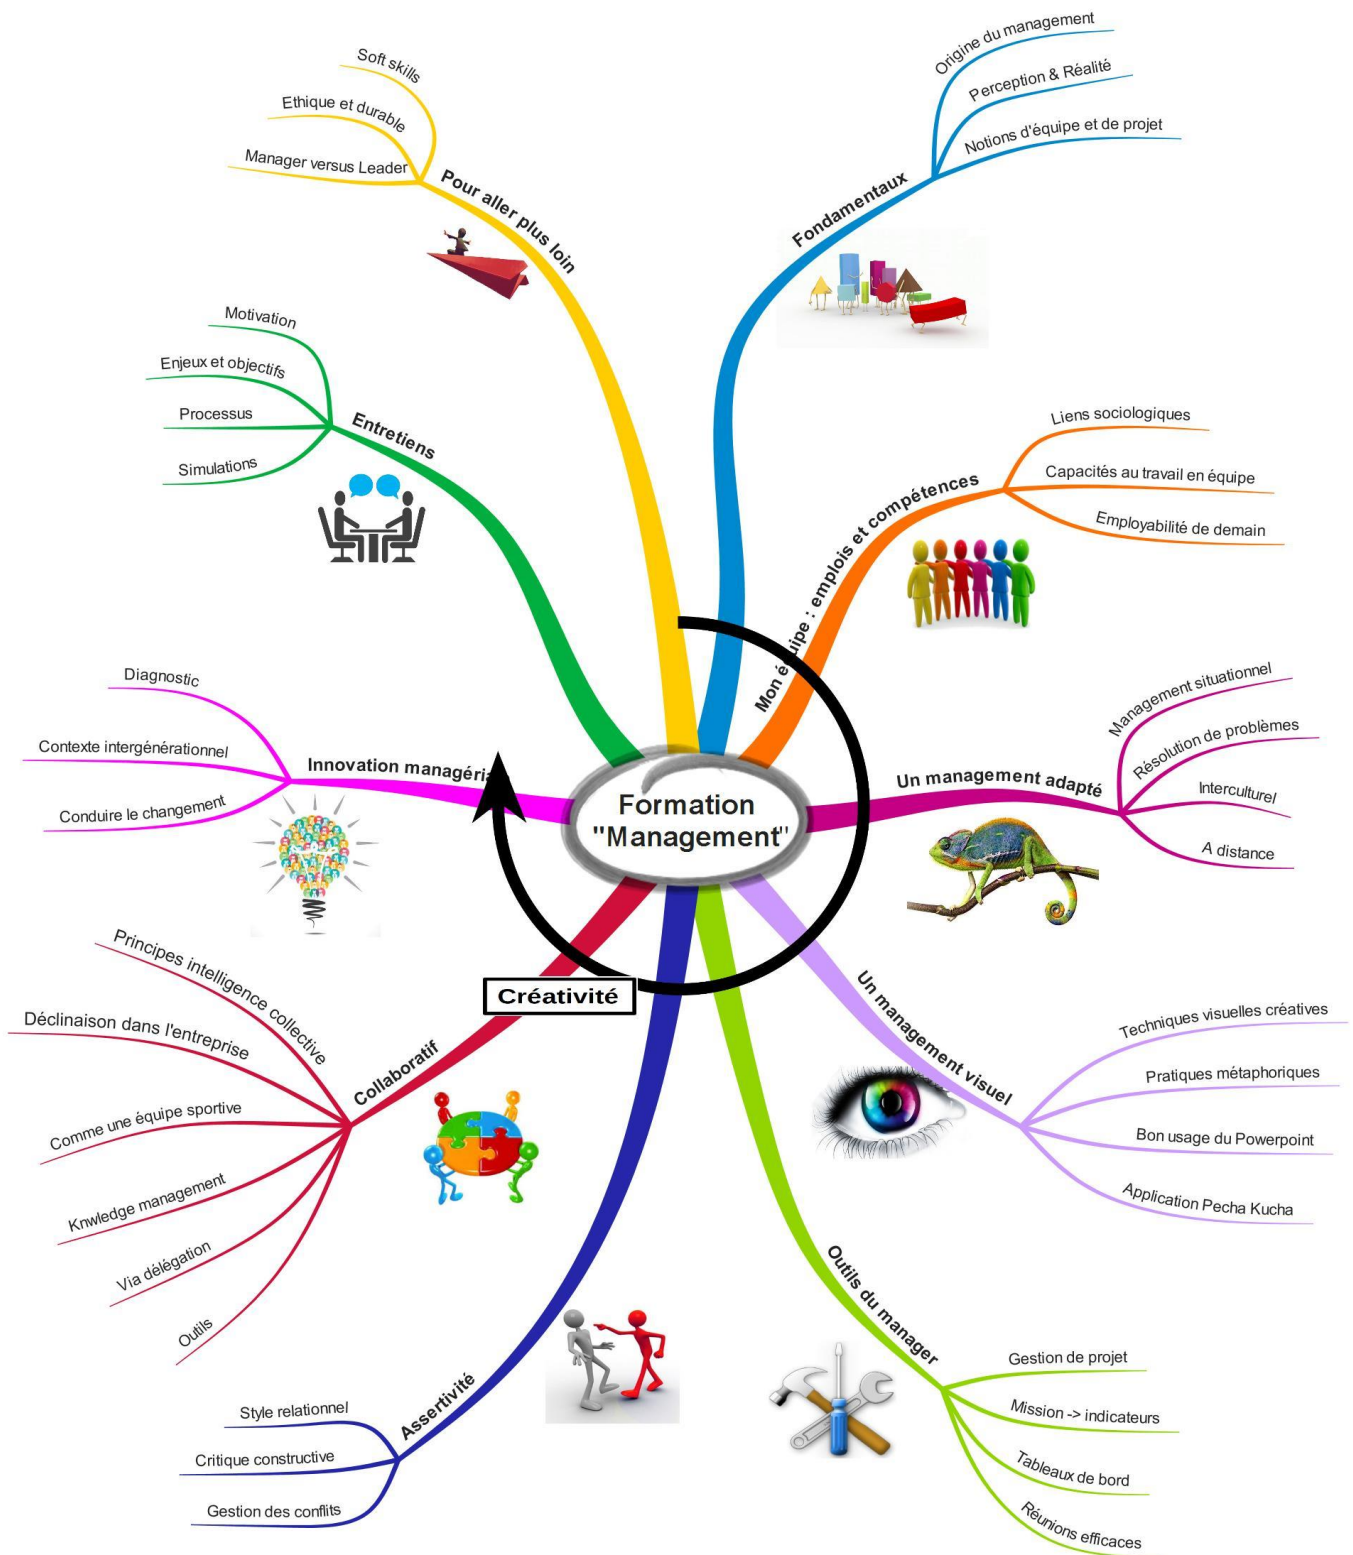 Formation
"Management"
Créativité
Fondamentaux
Origine du management
Perception & Réalité
Notions d'équipe et de projet
Mon équipe : emplois et compétences
Liens sociologiques
Capacités au travail en équipe
Employabilité de demain
Un management adapté
Management situationnel
Résolution de problèmes
Interculturel
A distance
Un management visuel
Techniques visuelles créatives
Pratiques métaphoriques
Bon usage du Powerpoint
Application Pecha Kucha
Outils du manager
Gestion de projet
Mission -> indicateurs
Tableaux de bord
Réunions efficaces
Assertivité
Style relationnel
Critique constructive
Gestion des conflits
Collaboratif
Principes intelligence collective
Déclinaison dans l'entreprise
Comme une équipe sportive
Knwledge management
Via délégation
Outils
Innovation
Diagnostic
Contexte intergénérationnel
Conduire le changement
Entretiens
Motivation
Enjeux et objectifs
Processus
Simulations
Pour aller plus loin
Soft skills
Ethique et durable
Manager versus Leader